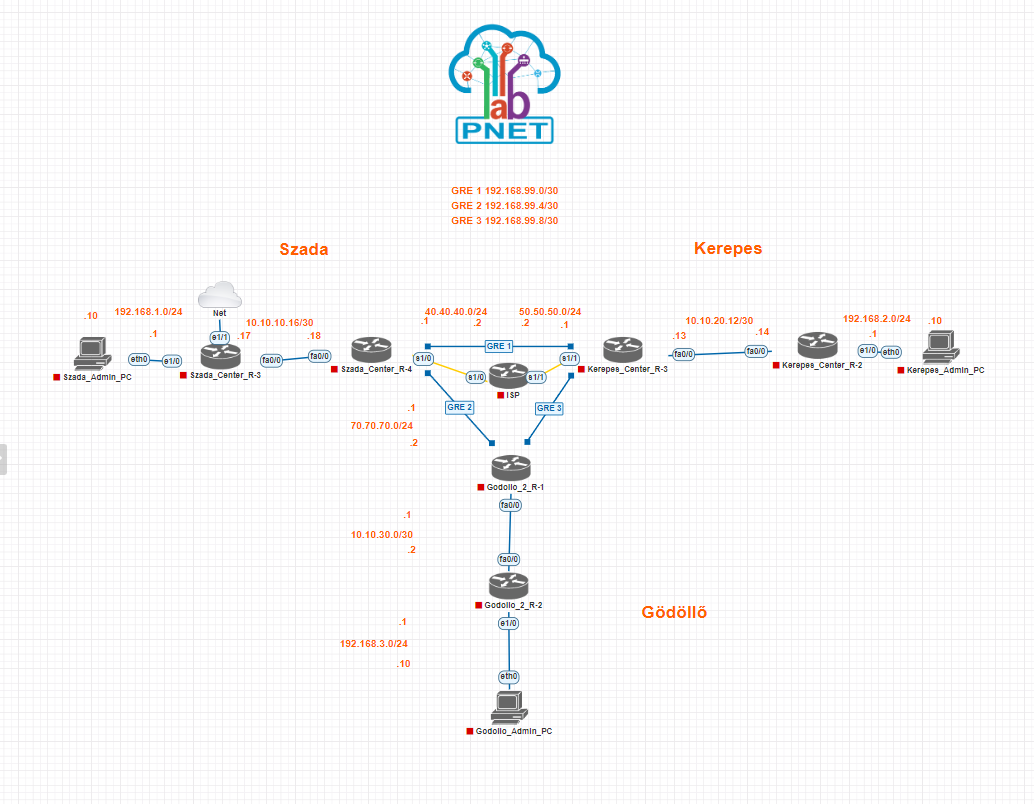 lab
PNET
GRE 1 192.168.99.0/30
GRE 2 192.168.99.4/30
GRE 3 192.168.99.8/30
Szada
Kerepes
.10
192.168.1.0/24
.1
Net
e1/1
10.10.10.16/30
.17
.18
40.40.40.0/24
.1
.2
50.50.50.0/24
.2
.1
10.10.20.12/30
.13
.14
192.168.2.0/24
.1
.10
eth0
e1/0
fa0/0
fa0/0
s1/0
GRE 1
s1/1
fa0/0
fa0/0
e1/0
eth0
Szada_Admin_PC
Szada_Center_R-3
Szada_Center_R-4
s1/0
s1/1
ISP
Kerepes_Center_R-3
Kerepes_Center_R-2
Kerepes_Admin_PC
GRE 2
GRE 3
.1
70.70.70.0/24
.2
Godollo_2_R-1
fa0/0
.1
10.10.30.0/30
.2
fa0/0
Godollo_2_R-2
Gödöllő
e1/0
.1
192.168.3.0/24
.10
eth0
Godollo_Admin_PC